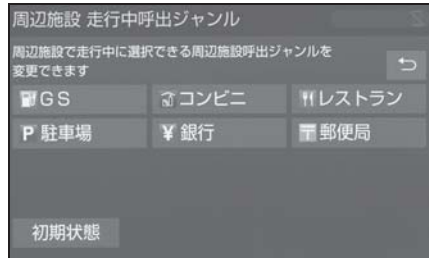 周辺施設 走行中呼出ジャンル
周辺施設で走行中に選択できる周辺施設呼出ジャンルを
変更できます
GS コンビニ レストラン
P 駐車場 ¥ 銀行 〒 郵便局
初期状態